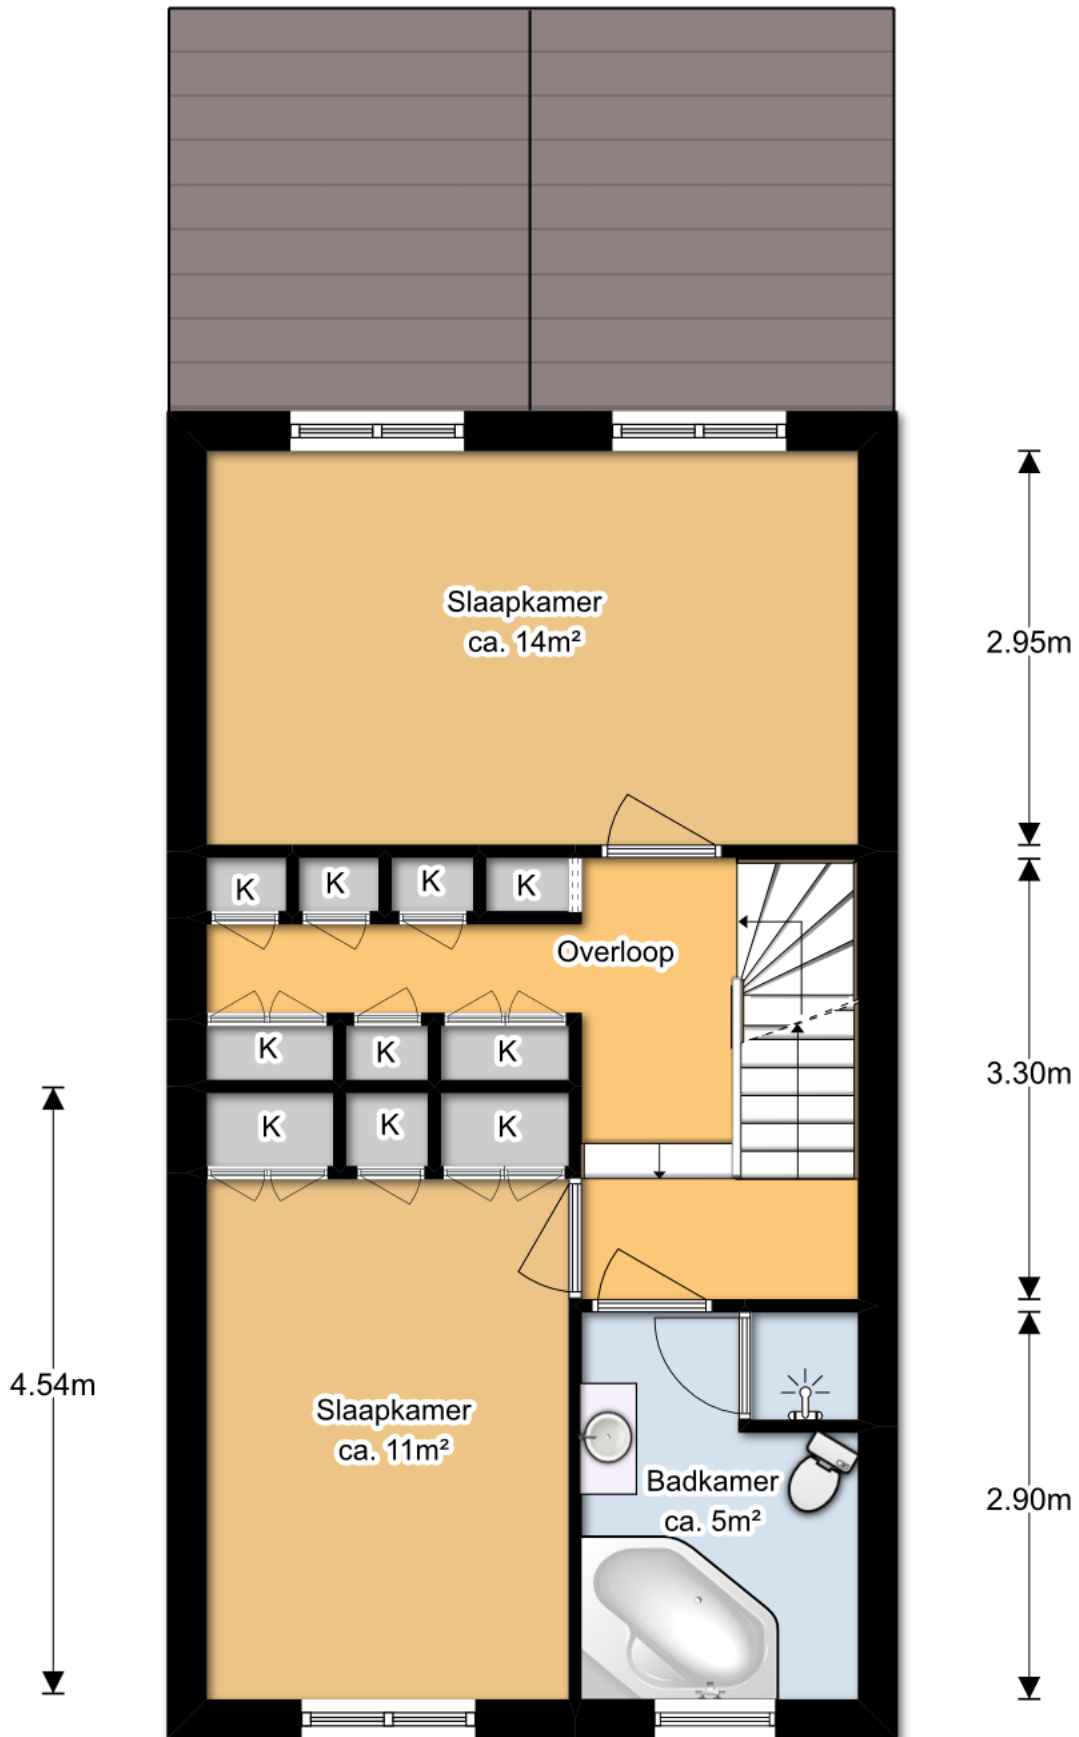 Slaapkamer
ca. 14m²
2.95m
K
K
K
K
Overloop
K
K
K
3.30m
K
K
K
4.54m
Slaapkamer
ca. 11m²
Badkamer
ca. 5m²
2.90m